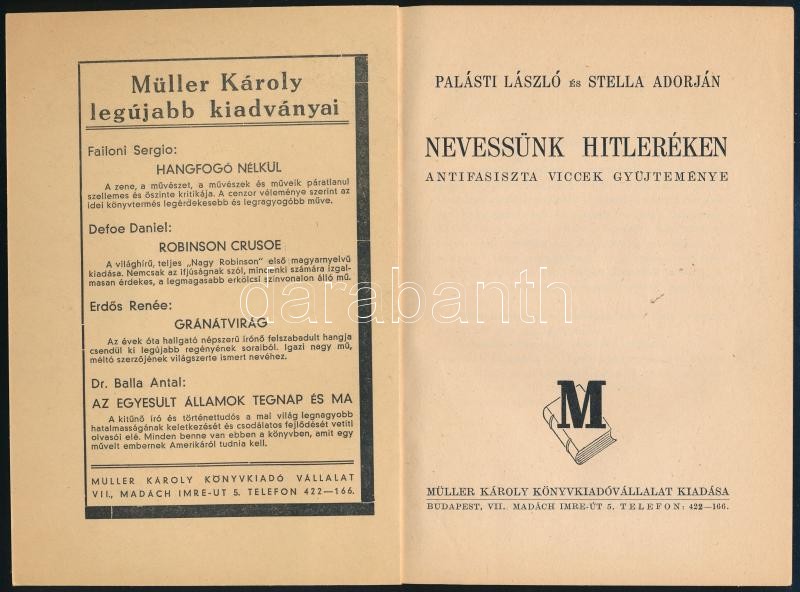 Müller Károly
legújabb kiadványai
Failoni Sergio:
HANGFOGÓ NÉLKÜL
A zene, a művészet, a művészek és műveik páratlanul
szellemes és őszinte kritikája. A cenzor véleménye szerint az
idei könyvtermés legérdekesebb és legragyogóbb műve.
Defoe Daniel:
ROBINSON CRUSOE
A világhírű, teljes „Nagy Robinson" első magyarnyelvű
kiadása. Nemcsak az ifjúságnak szól, mindenki számára izgal-
masan érdekes, a legmagasabb erkölcsi színvonalon álló mű.
Erdős Renée:
GRÁNÁTVIRÁG
Az évek óta hallgató népszerű írónő felszabadult hangja
csendül ki legújabb regényének soraiból. Igazi nagy mű,
méltó szerzőjének világszerte ismert nevéhez.
Dr. Balla Antal:
AZ EGYESULT ÁLLAMOK TEGNAP ÉS MA
A kitűnő író és történettudós a mai világ legnagyobb
hatalmasságának keletkezését és csodálatos fejlődését vetíti
olvasói elé. Minden benne van ebben a könyvben, amit egy
művelt embernek Amerikáról tudnia kell.
MULLER KÁROLY KÖNYVKIADÓ VÁLLALAT
VII., MADÁCH IMRE-UT 5. TELEFON 422—166.
PALÁSTI LÁSZLÓ ÉS STELLA ADORJÁN
NEVESSÜNK HITLERÉKEN
ANTIFASISZTA VICCEK GYÜJTEMÉNYE
M
MÜLLER KÁROLY KÖNYVKIADÓVÁLLALAT KIADÁSA
BUDAPEST, VII. MADÁCH IMRE-ÚT 5. TELEFON: 422—166.
darabanth